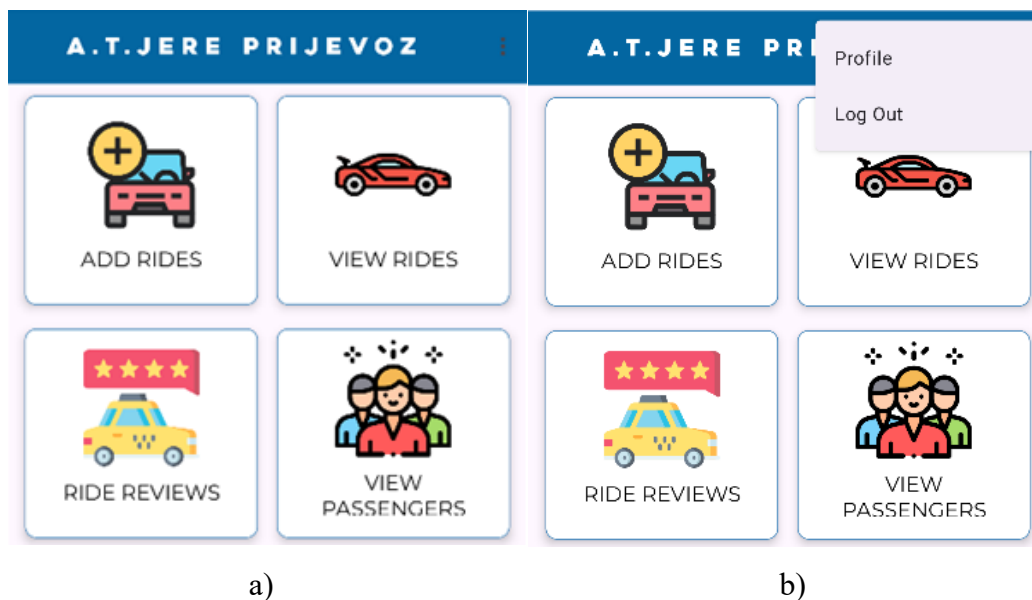 A.T.JERE PRIJEVOZ
ADD RIDES
VIEW RIDES
RIDE REVIEWS
VIEW
PASSENGERS
a)
A.T.JERE PRI
Profile
Log Out
ADD RIDES
VIEW RIDES
RIDE REVIEWS
VIEW
PASSENGERS
b)